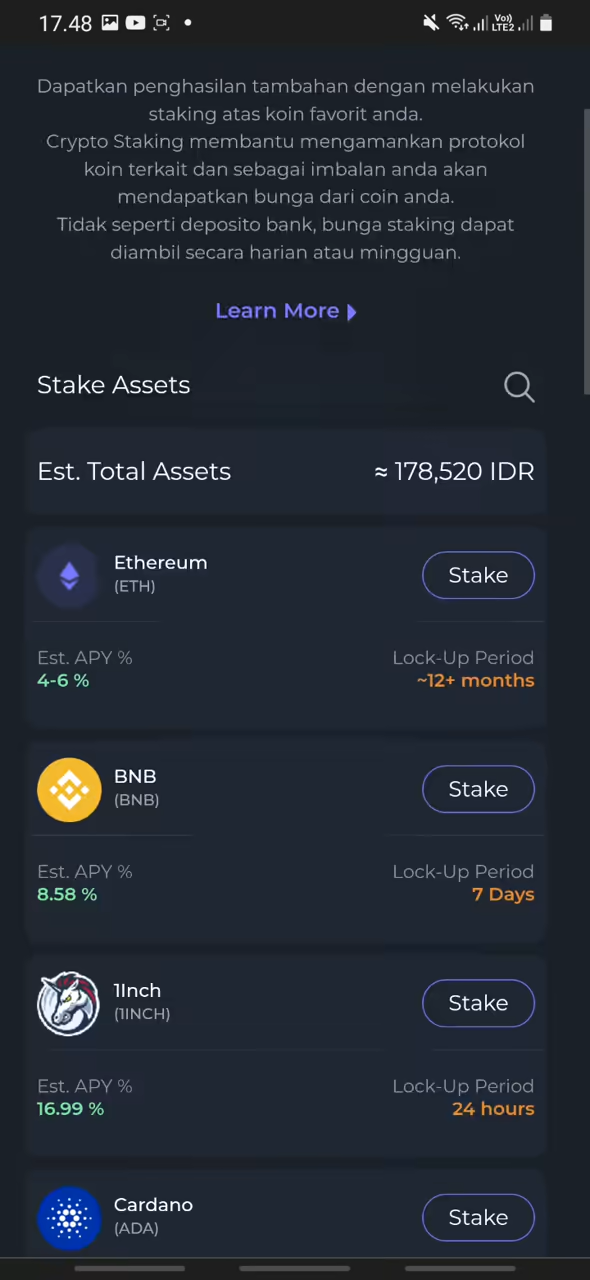 17.48
Vo))
LTE2
Dapatkan penghasilan tambahan dengan melakukan
staking atas koin favorit anda.
Crypto Staking membantu mengamankan protokol
koin terkait dan sebagai imbalan anda akan
mendapatkan bunga dari coin anda.
Tidak seperti deposito bank, bunga staking dapat
diambil secara harian atau mingguan.
Learn More
Stake Assets
Est. Total Assets ≈ 178,520 IDR
Ethereum
(ETH)
Stake
Est. APY % Lock-Up Period
4-6 % ~12+ months
BNB
(BNB)
Stake
Est. APY % Lock-Up Period
8.58 % 7 Days
1Inch
(1INCH)
Stake
Est. APY % Lock-Up Period
16.99 % 24 hours
Cardano
(ADA)
Stake